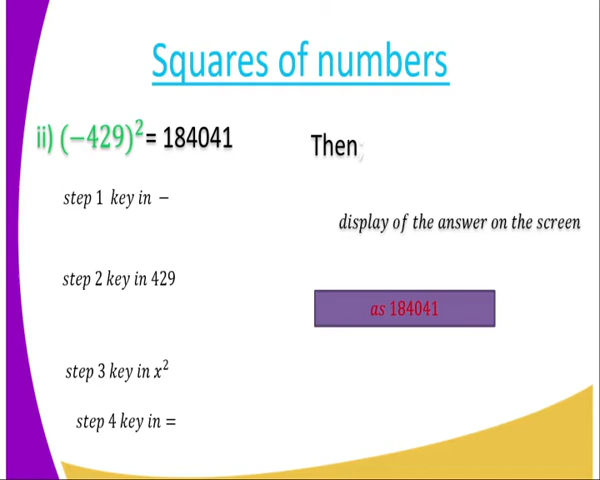 Squares of numbers
ii) (−429)²= 184041
step 1 key in −
step 2 key in 429
step 3 key in x²
step 4 key in =
Then;
display of the answer on the screen
as 184041